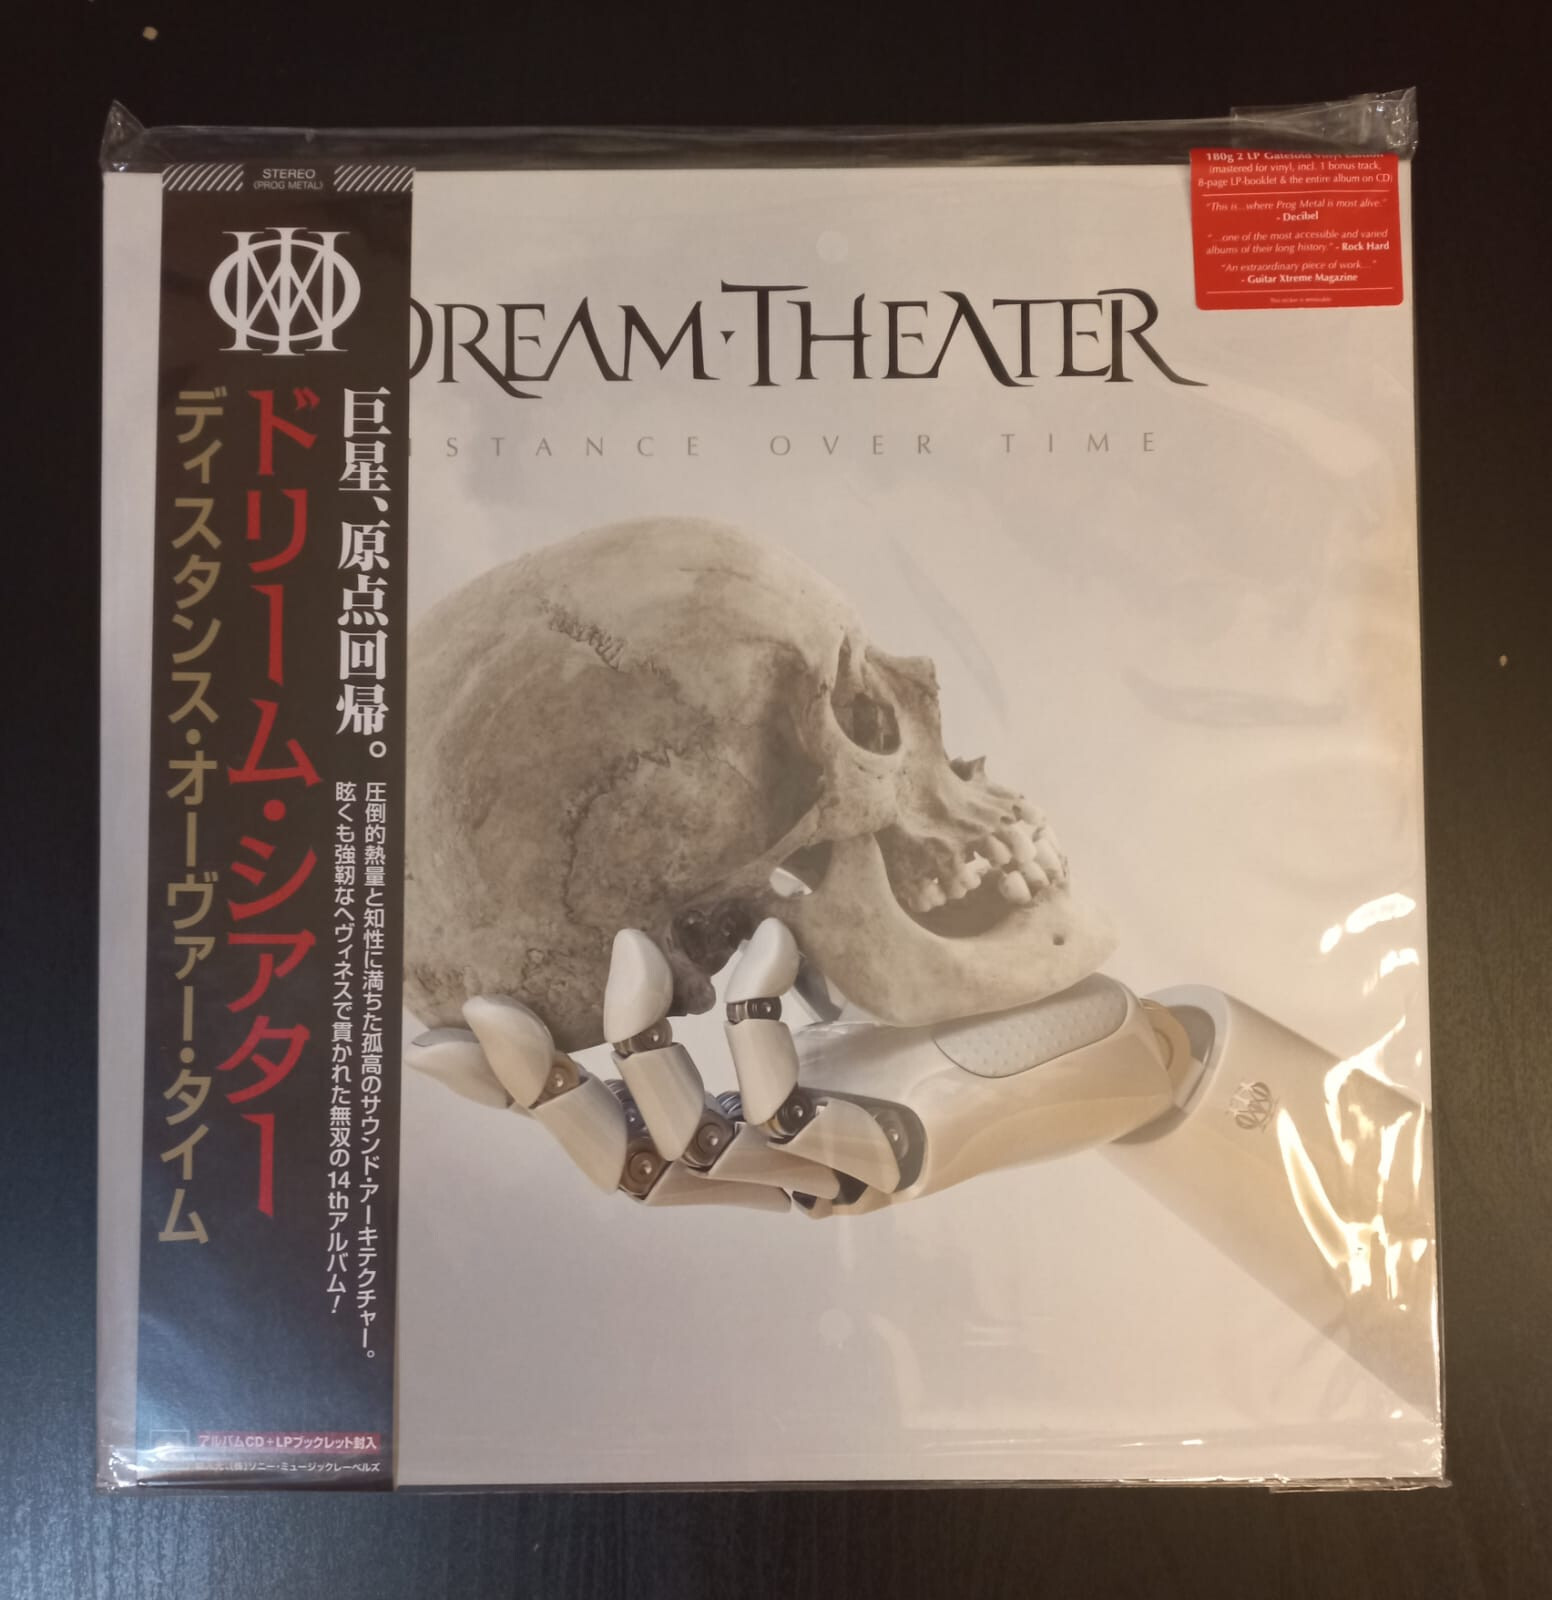 STEREO
(PROG METAL)
巨星、原点回帰。
圧倒的熱量と知性に満ちた孤高のサウンド・アーキテクチャー。
眩くも強靭なヘヴィネスで貫かれた無双の14thアルバム！
ドリーム・シアター
ディスタンス・オーヴァー・タイム
アルバムCD+LPブックレット封入
(株)ソニー・ミュージックレーベルズ
DREAM·THEATER
ISTANCE OVER TIME
180g 2 LP Gatefold Vinyl Edition
(mastered for vinyl, incl. 1 bonus track,
8-page LP-booklet & the entire album on CD)
"This is...where Prog Metal is most alive."
- Decibel
"...one of the most accessible and varied
albums of their long history." - Rock Hard
"An extraordinary piece of work..."
- Guitar Xtreme Magazine
This sticker is removable